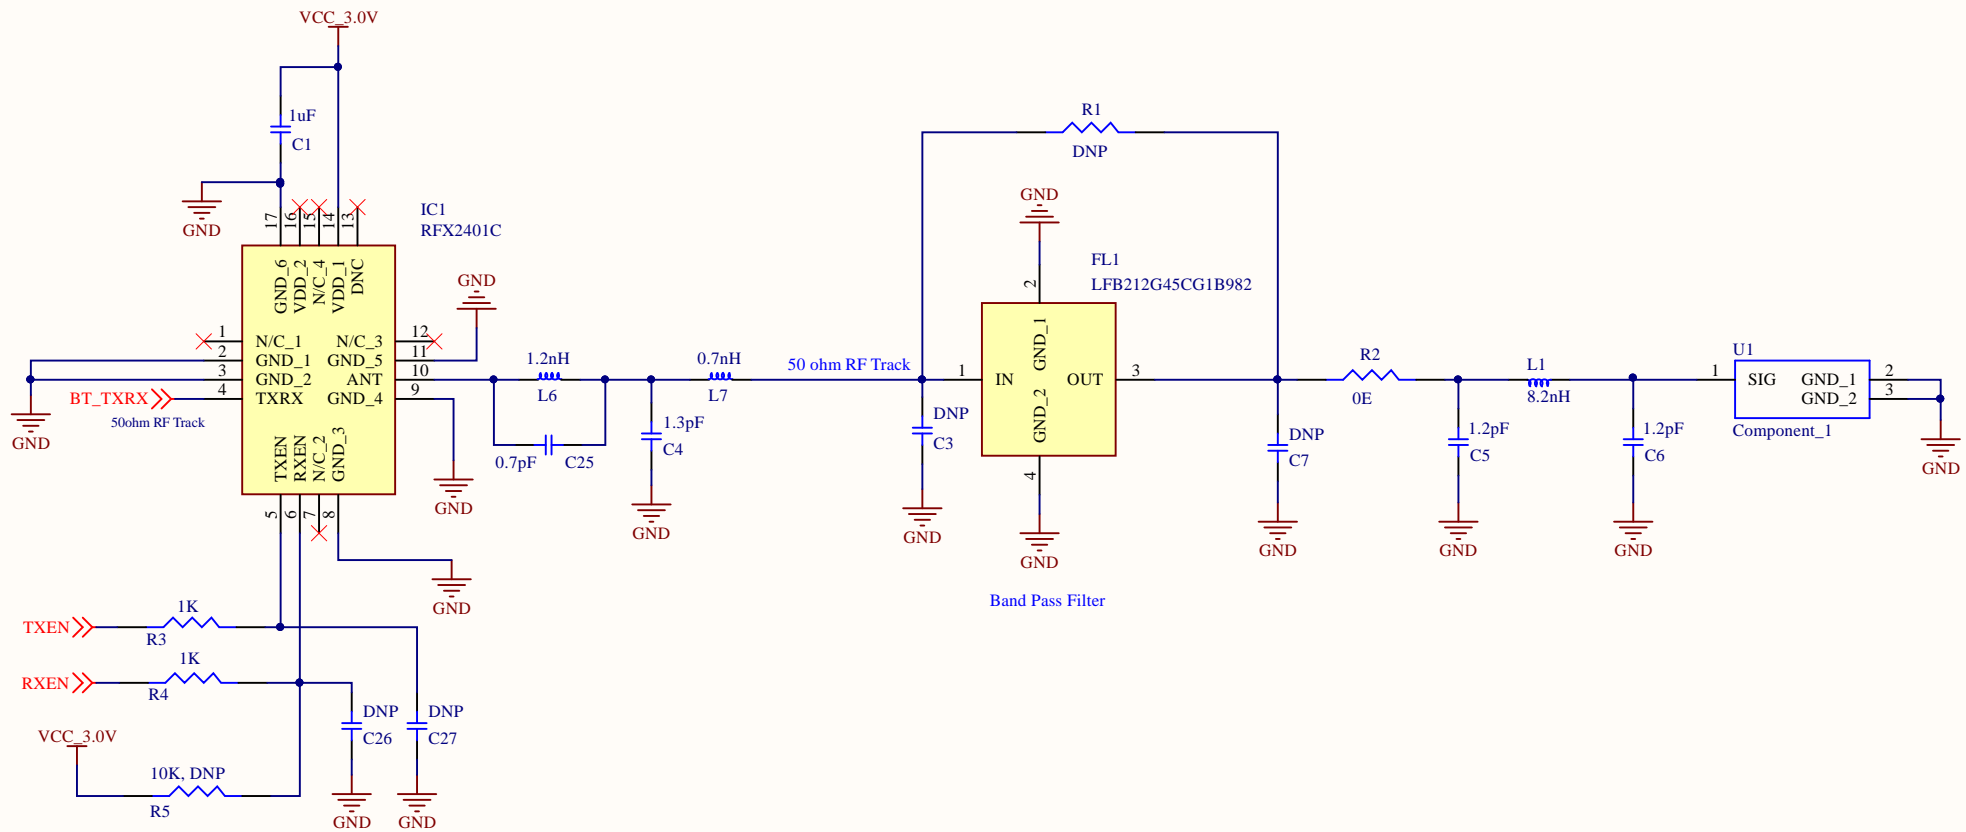 VCC_3.0V
1uF
C1
GND
17
16
15
14
13
IC1
RFX2401C
GND_6
VDD_2
N/C_4
VDD_1
DNC
1
2
3
4
N/C_1
GND_1
GND_2
TXRX
N/C_3
GND_5
ANT
GND_4
12
11
10
9
GND
BT_TXRX
50ohm RF Track
GND
TXEN
RXEN
N/C_2
GND_3
5
6
7
8
GND
GND
1.2nH
L6
0.7pF
C25
0.7nH
L7
1.3pF
C4
GND
50 ohm RF Track
R1
DNP
GND
FL1
LFB212G45CG1B982
2
GND_1
1
IN
OUT
3
GND_2
4
GND
DNP
C3
GND
Band Pass Filter
DNP
C7
GND
R2
0E
1.2pF
C5
GND
L1
8.2nH
1.2pF
C6
GND
U1
1
SIG
GND_1
2
GND_2
3
Component_1
GND
TXEN
1K
R3
RXEN
1K
R4
VCC_3.0V
10K, DNP
R5
DNP
C26
GND
DNP
C27
GND